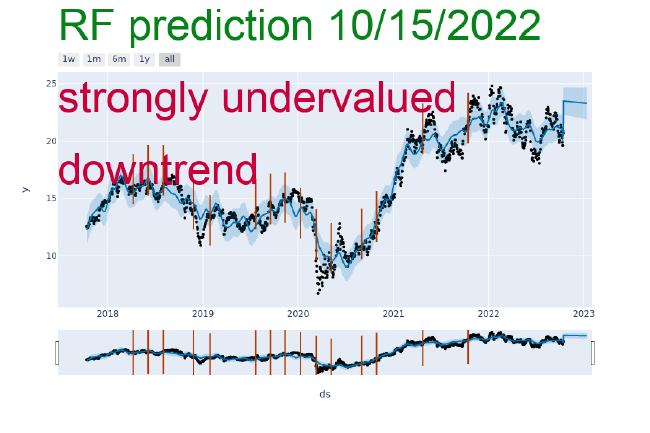 RF prediction 10/15/2022
1w 1m 6m 1y all
strongly undervalued
downtrend
25
20
15
10
y
2018 2019 2020 2021 2022 2023
ds